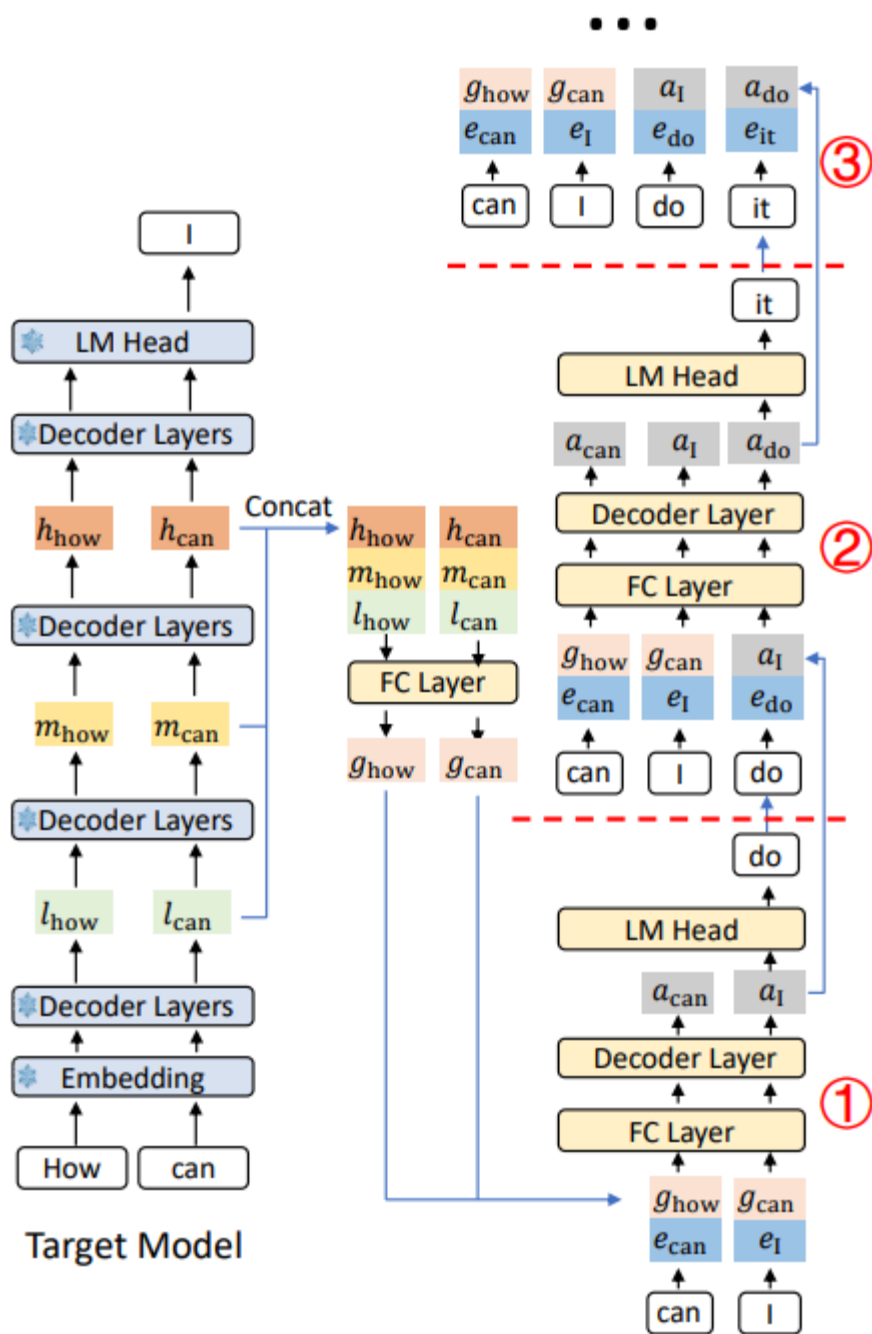 ...
g_how g_can a_I a_do
e_can e_I e_do e_it
③
can I do it
I
it
LM Head
LM Head
Decoder Layers
a_can a_I a_do
Concat
h_how h_can
h_how h_can
Decoder Layer
②
m_how m_can
FC Layer
l_how l_can
Decoder Layers
g_how g_can a_I
FC Layer
e_can e_I e_do
m_how m_can
g_how g_can
can I do
Decoder Layers
do
l_how l_can
LM Head
a_can a_I
Decoder Layers
Decoder Layer
Embedding
①
FC Layer
How can
g_how g_can
Target Model
e_can e_I
can I